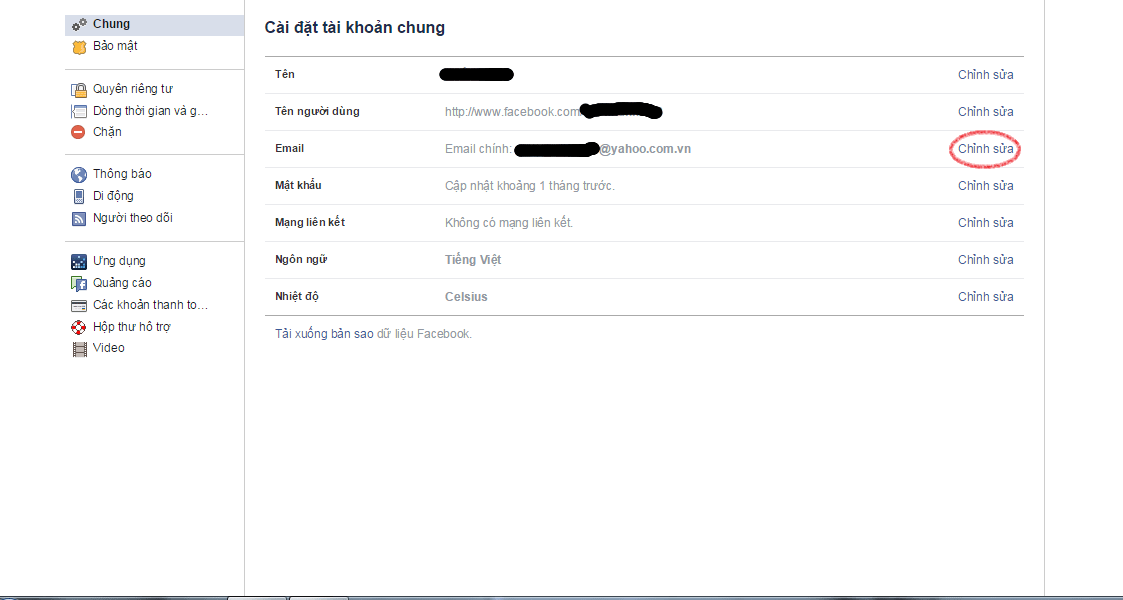 Chung
Bảo mật
Quyền riêng tư
Dòng thời gian và g...
Chặn
Thông báo
Di động
Người theo dõi
Ứng dụng
Quảng cáo
Các khoản thanh to...
Hộp thư hỗ trợ
Video
Cài đặt tài khoản chung
Tên Chỉnh sửa
Tên người dùng http://www.facebook.com Chỉnh sửa
Email Email chính: @yahoo.com.vn Chỉnh sửa
Mật khẩu Cập nhật khoảng 1 tháng trước. Chỉnh sửa
Mạng liên kết Không có mạng liên kết. Chỉnh sửa
Ngôn ngữ Tiếng Việt Chỉnh sửa
Nhiệt độ Celsius Chỉnh sửa
Tải xuống bản sao dữ liệu Facebook.